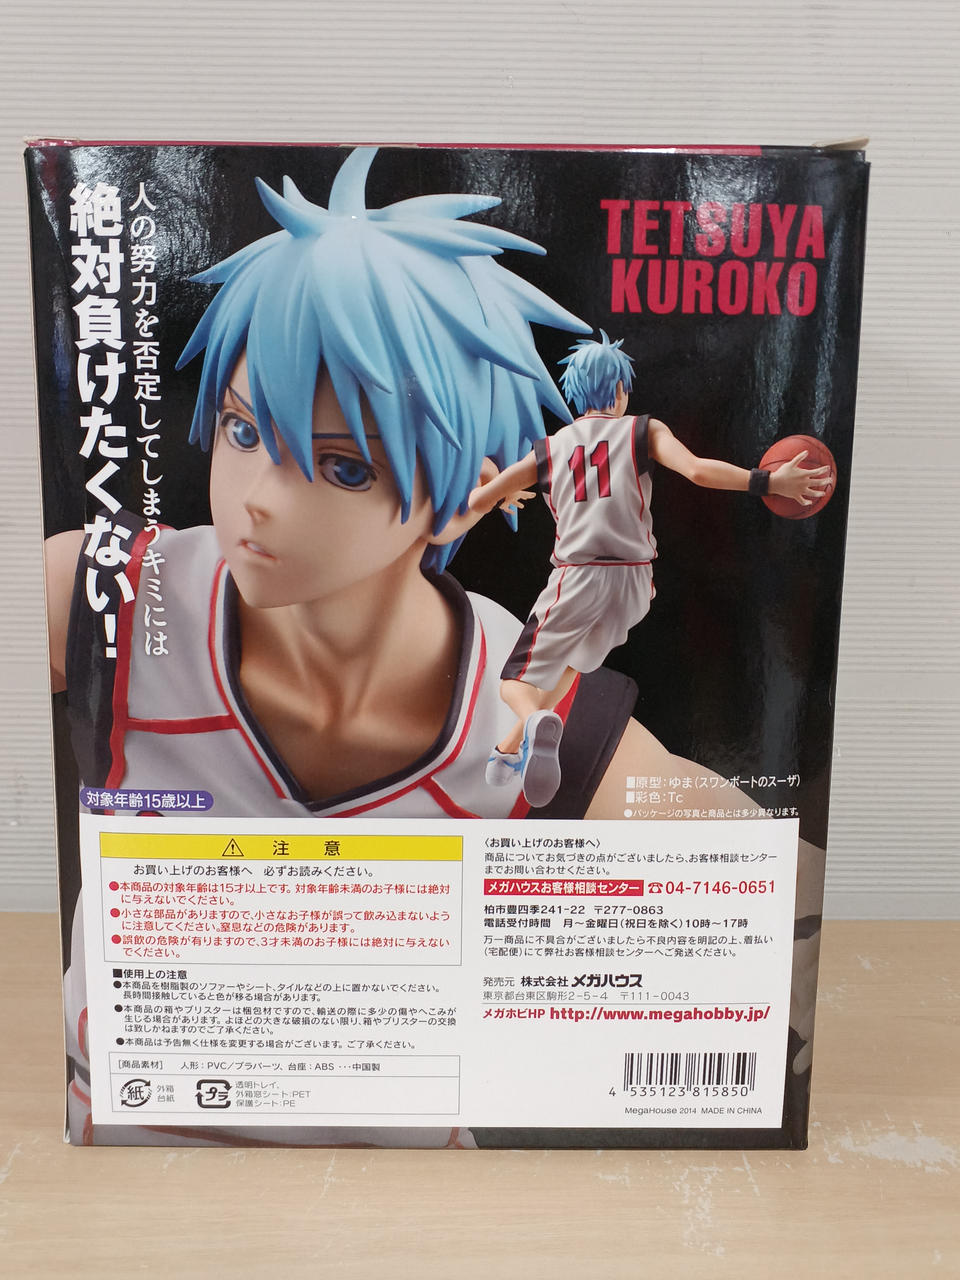 人の努力を否定してしまうキミには
絶対負けたくない！
TETSUYA
KUROKO
11
■原型：ゆま（スワンボートのスーザ）
■彩色：Tc
●パッケージの写真と商品とは多少異なります。
対象年齢15歳以上
注 意
お買い上げのお客様へ 必ずお読みください。
●本商品の対象年齢は15才以上です。対象年齢未満のお子様には絶対
に与えないでください。
●小さな部品がありますので、小さなお子様が誤って飲み込まないよう
に注意してください。窒息などの危険があります。
●誤飲の危険が有りますので、3才未満のお子様には絶対に与えない
でください。
■使用上の注意
●本商品を樹脂製のソファーやシート、タイルなどの上に置かないでください。
長時間接触していると色が移る場合があります。
●本商品の箱やブリスターは梱包材ですので、輸送の際に多少の傷やへこみが
生じる場合があります。よほどの大きな破損のない限り、箱やブリスターの交換
は致しかねますのでご了承ください。
●本商品は予告無く仕様を変更する場合がございます。ご了承ください。
[商品素材] 人形：PVC／プラパーツ、台座：ABS ･･･中国製
紙
外箱
台紙
プラ
透明トレイ、
外箱窓シート：PET
保護シート：PE
〈お買い上げのお客様へ〉
商品についてお気づきの点がございましたら、お客様相談センター
までお問い合わせください。
メガハウスお客様相談センター ☎04-7146-0651
柏市豊四季241-22 〒277-0863
電話受付時間 月〜金曜日（祝日を除く）10時〜17時
万一商品に不具合がございましたら不良内容を明記の上、着払い
（宅配便）にて弊社お客様相談センターへご発送ください。
発売元 株式会社 メガハウス
東京都台東区駒形2-5-4 〒111-0043
メガホビHP http://www.megahobby.jp/
4 535123 815850
MegaHouse 2014 MADE IN CHINA